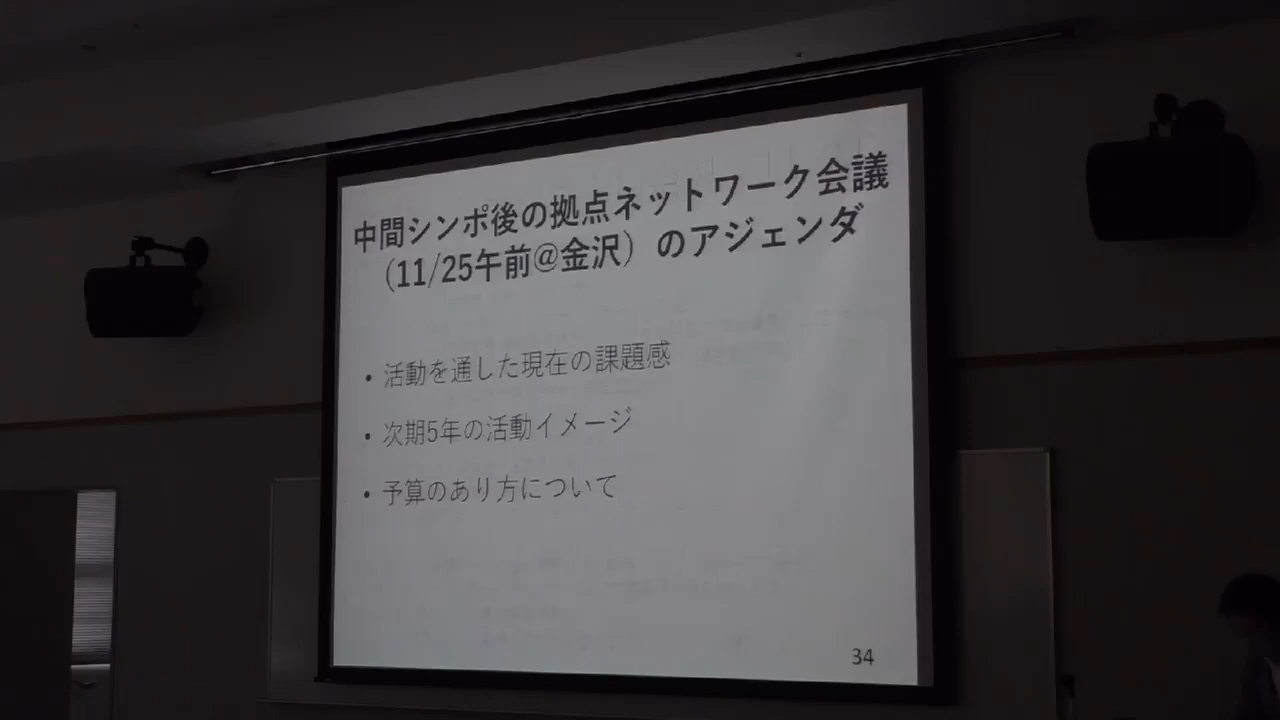 中間シンポ後の拠点ネットワーク会議
（11/25午前@金沢）のアジェンダ
• 活動を通した現在の課題感
• 次期5年の活動イメージ
• 予算のあり方について
34